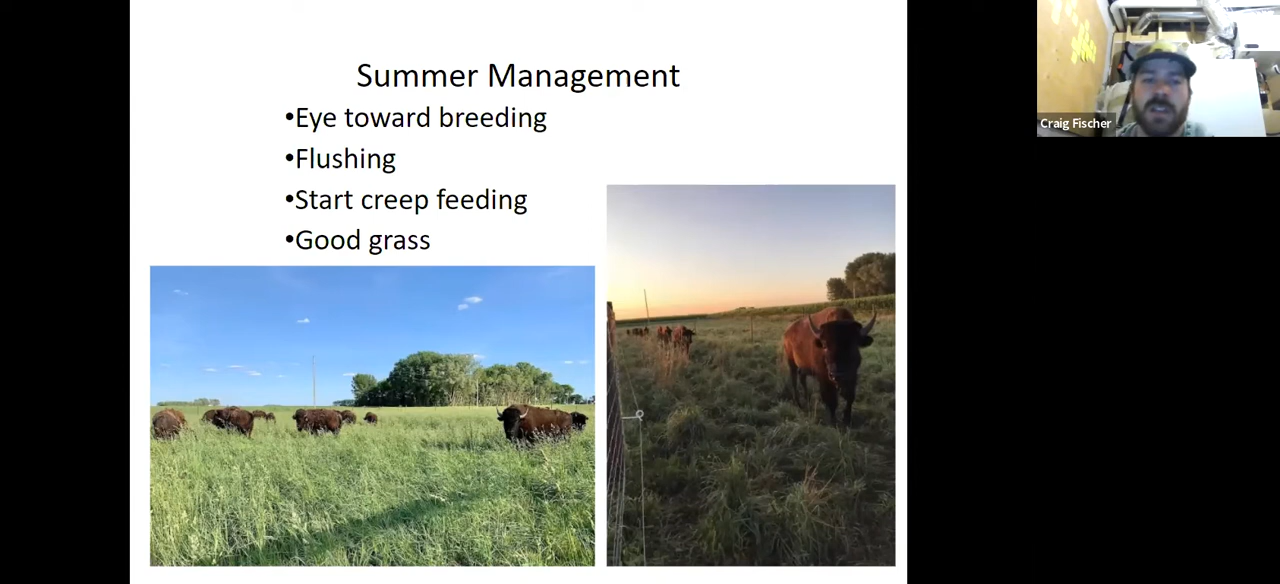 Summer Management
•Eye toward breeding
•Flushing
•Start creep feeding
•Good grass
Craig Fischer